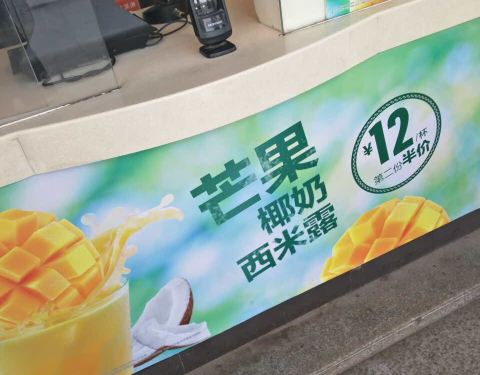 芒果
椰奶
西米露
¥12/杯
第二份半价